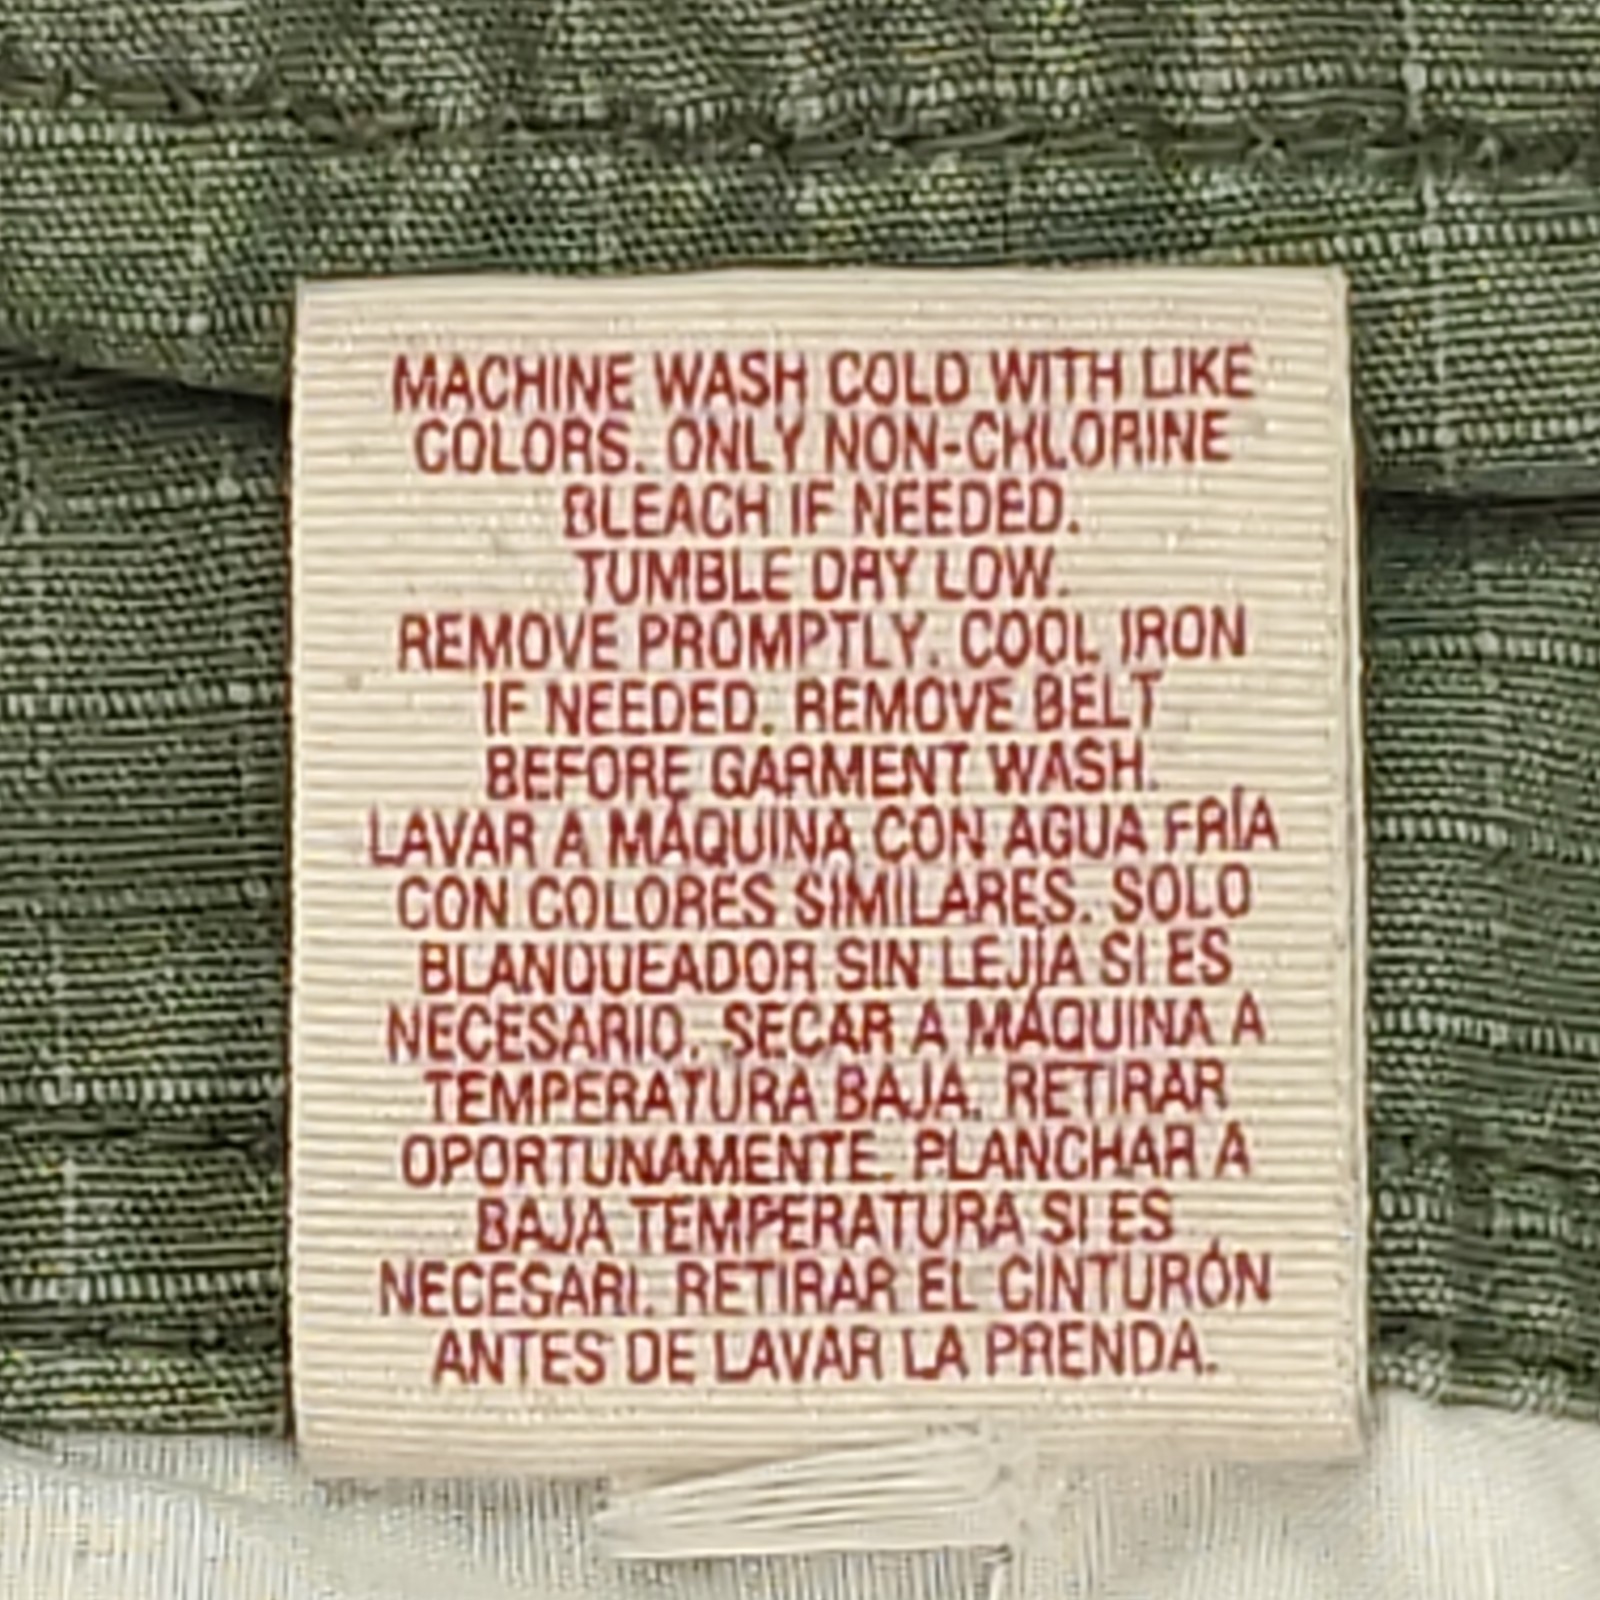 MACHINE WASH COLD WITH LIKE
COLORS. ONLY NON-CHLORINE
BLEACH IF NEEDED.
TUMBLE DRY LOW.
REMOVE PROMPTLY. COOL IRON
IF NEEDED. REMOVE BELT
BEFORE GARMENT WASH.
LAVAR A MÁQUINA CON AGUA FRÍA
CON COLORES SIMILARES. SOLO
BLANQUEADOR SIN LEJÍA SI ES
NECESARIO. SECAR A MÁQUINA A
TEMPERATURA BAJA. RETIRAR
OPORTUNAMENTE. PLANCHAR A
BAJA TEMPERATURA SI ES
NECESARI. RETIRAR EL CINTURÓN
ANTES DE LAVAR LA PRENDA.